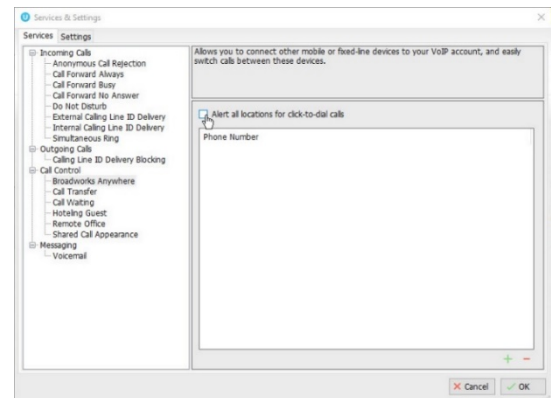 Services & Settings
Services Settings
Incoming Calls
Anonymous Call Rejection
Call Forward Always
Call Forward Busy
Call Forward No Answer
Do Not Disturb
External Calling Line ID Delivery
Internal Calling Line ID Delivery
Simultaneous Ring
Outgoing Calls
Calling Line ID Delivery Blocking
Call Control
Broadworks Anywhere
Call Transfer
Call Waiting
Hoteling Guest
Remote Office
Shared Call Appearance
Messaging
Voicemail
Allows you to connect other mobile or fixed-line devices to your VoIP account, and easily
switch calls between these devices.
Alert all locations for click-to-dial calls
Phone Number
Cancel OK